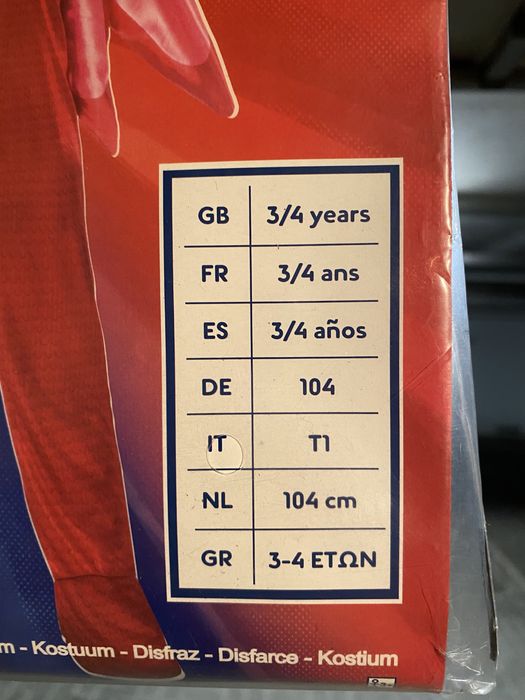 GB 3/4 years
FR 3/4 ans
ES 3/4 años
DE 104
IT T1
NL 104 cm
GR 3-4 ΕΤΩΝ
- Kostuum - Disfraz - Disfarce - Kostium